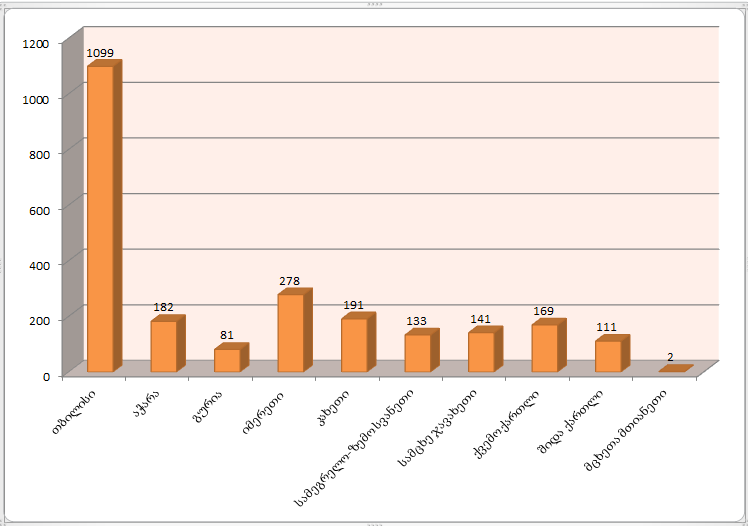 1200
1000
800
600
400
200
0
1099
182
81
278
191
133
141
169
111
2
თბილისი
აჭარა
გურია
იმერეთი
კახეთი
სამეგრელო-ზემო სვანეთი
სამცხე ჯავახეთი
ქვემო ქართლი
შიდა ქართლი
მცხეთა მთიანეთი